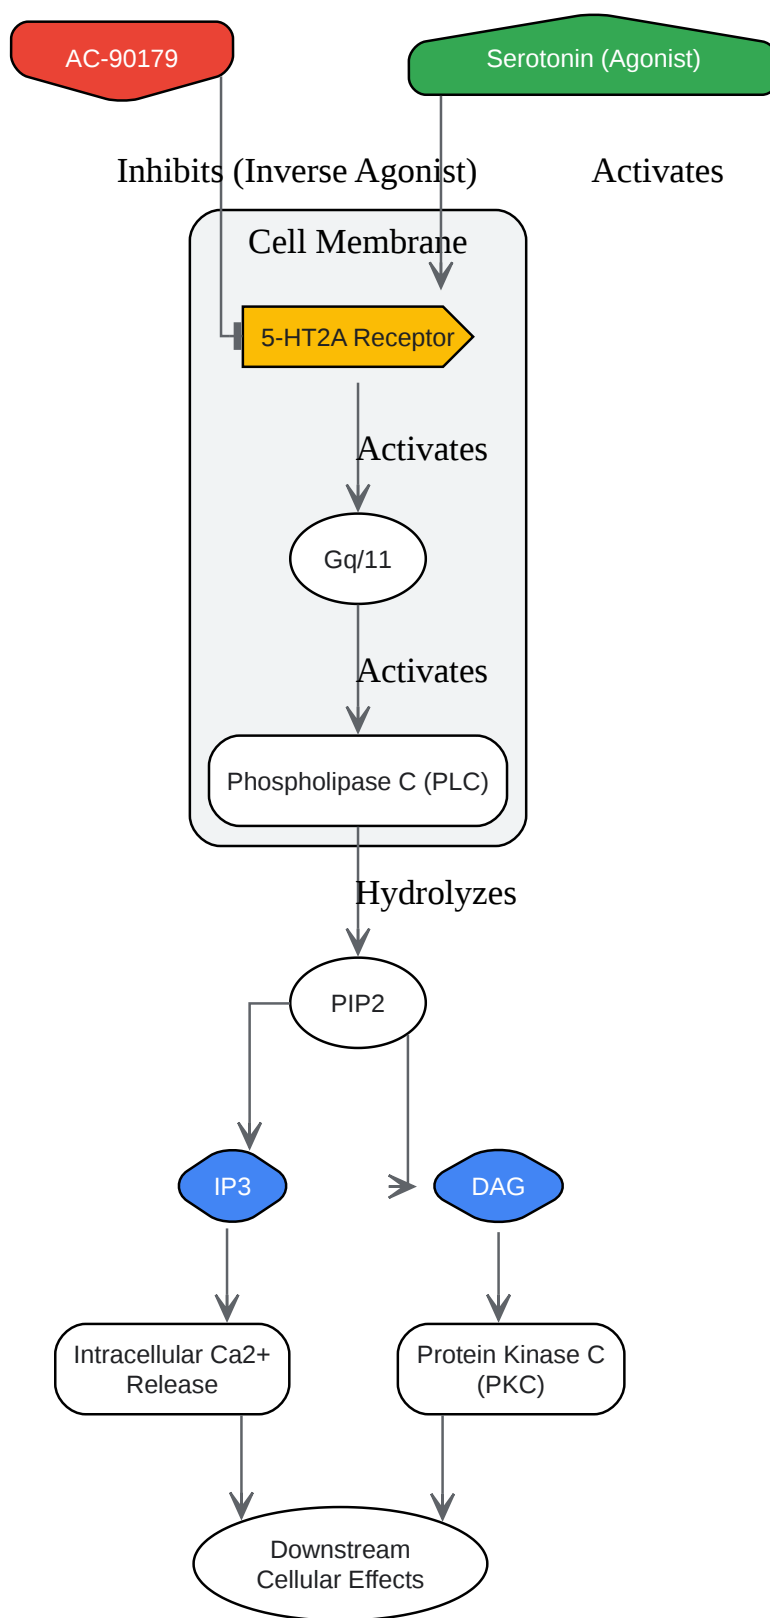 AC-90179
Serotonin (Agonist)
Inhibits (Inverse Agonist)
Activates
Cell Membrane
5-HT2A Receptor
Activates
Gq/11
Activates
Phospholipase C (PLC)
Hydrolyzes
PIP2
IP3
DAG
Intracellular Ca2+
Release
Protein Kinase C
(PKC)
Downstream
Cellular Effects